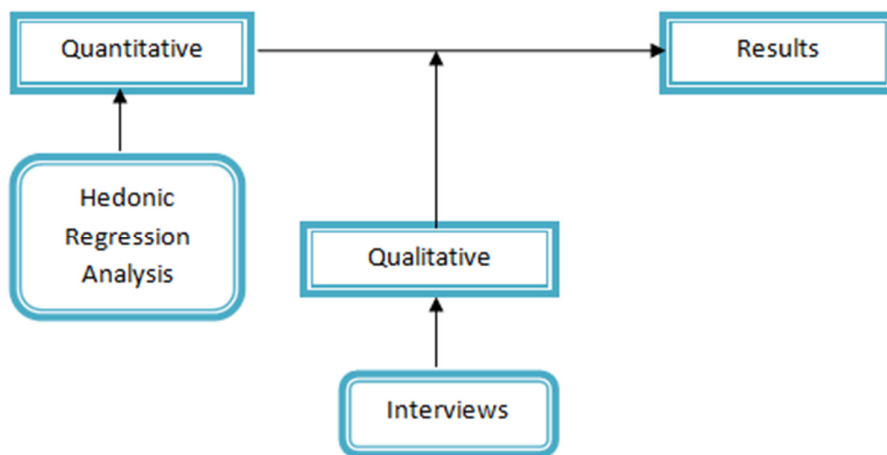 Quantitative
Results
Hedonic
Regression
Analysis
Qualitative
Interviews